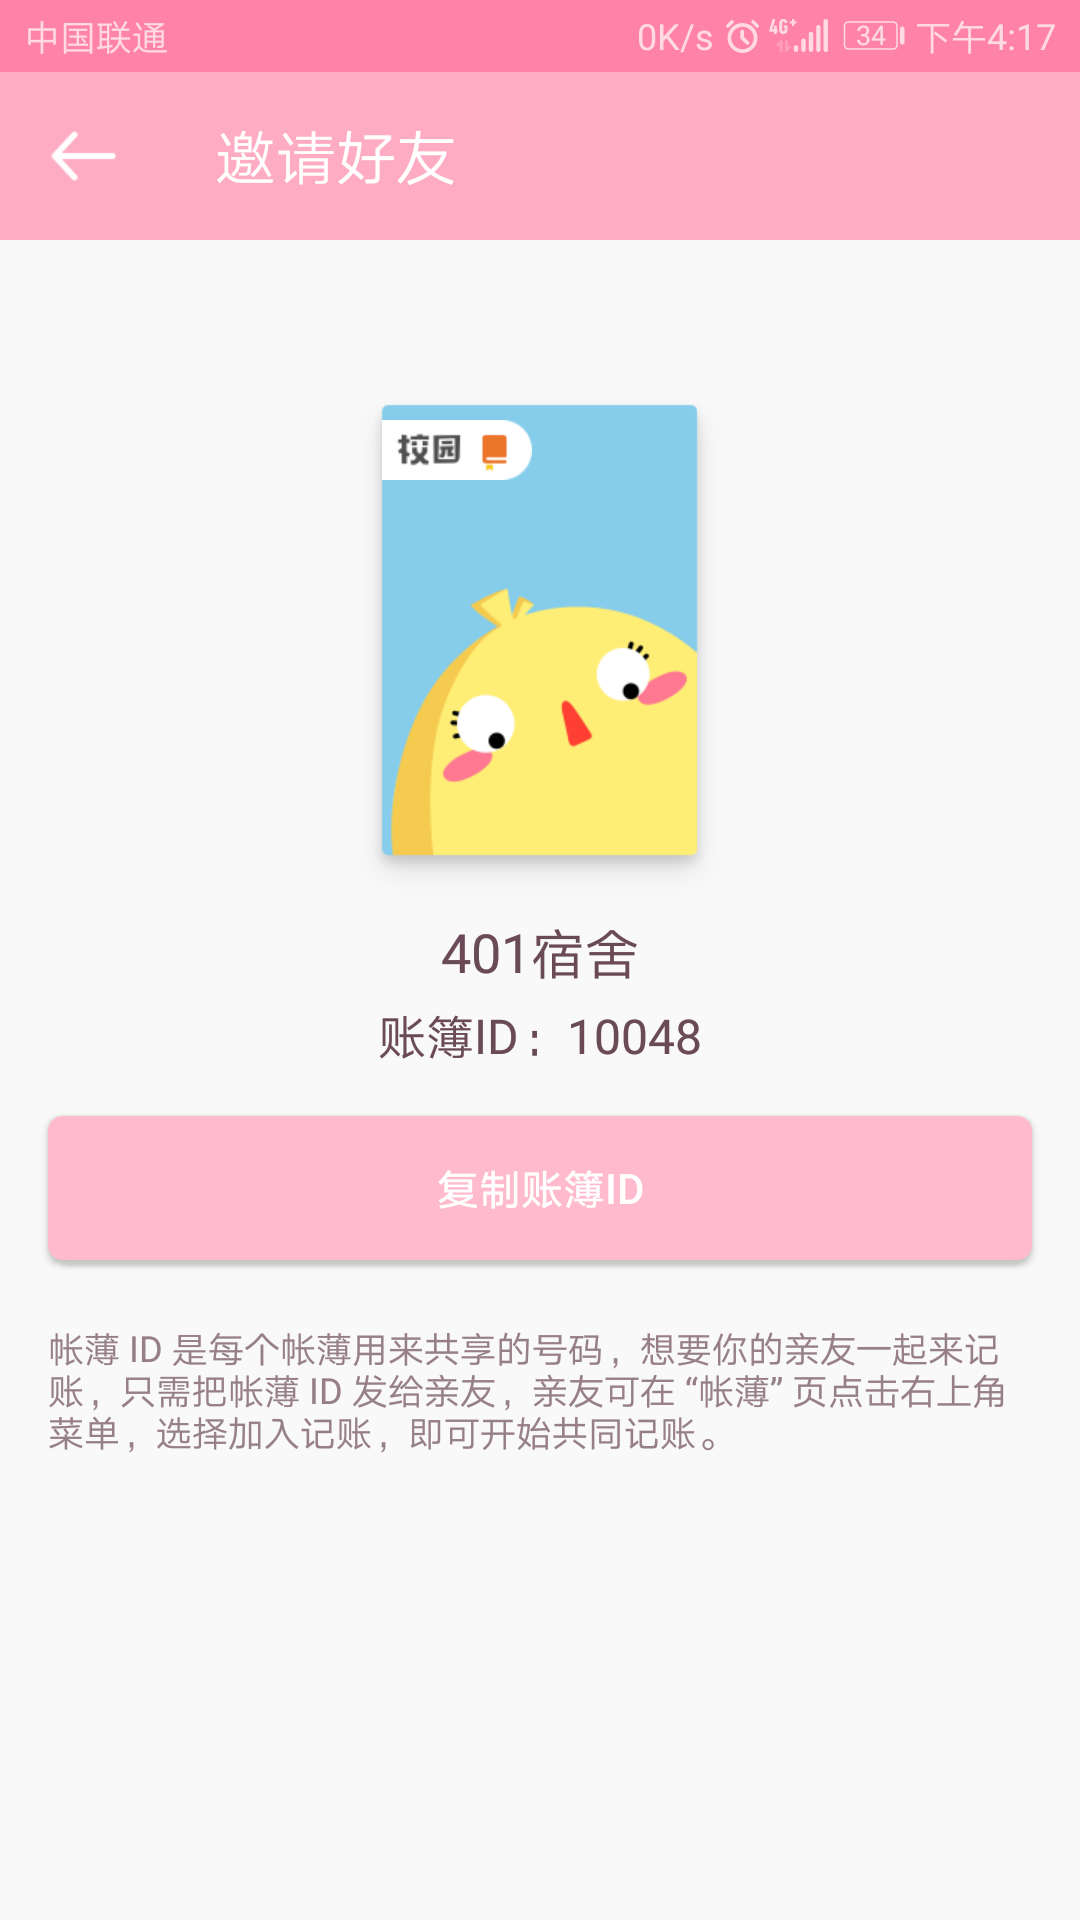 中国联通
0K/s 4G+ 34 下午4:17
邀请好友
校园
401宿舍
账簿ID：10048
复制账簿ID
帐薄 ID 是每个帐薄用来共享的号码，想要你的亲友一起来记
账，只需把帐薄 ID 发给亲友，亲友可在 “帐薄” 页点击右上角
菜单，选择加入记账，即可开始共同记账。